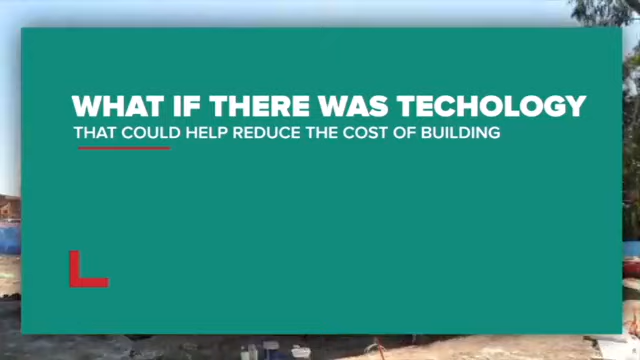 WHAT IF THERE WAS TECHOLOGY
THAT COULD HELP REDUCE THE COST OF BUILDING